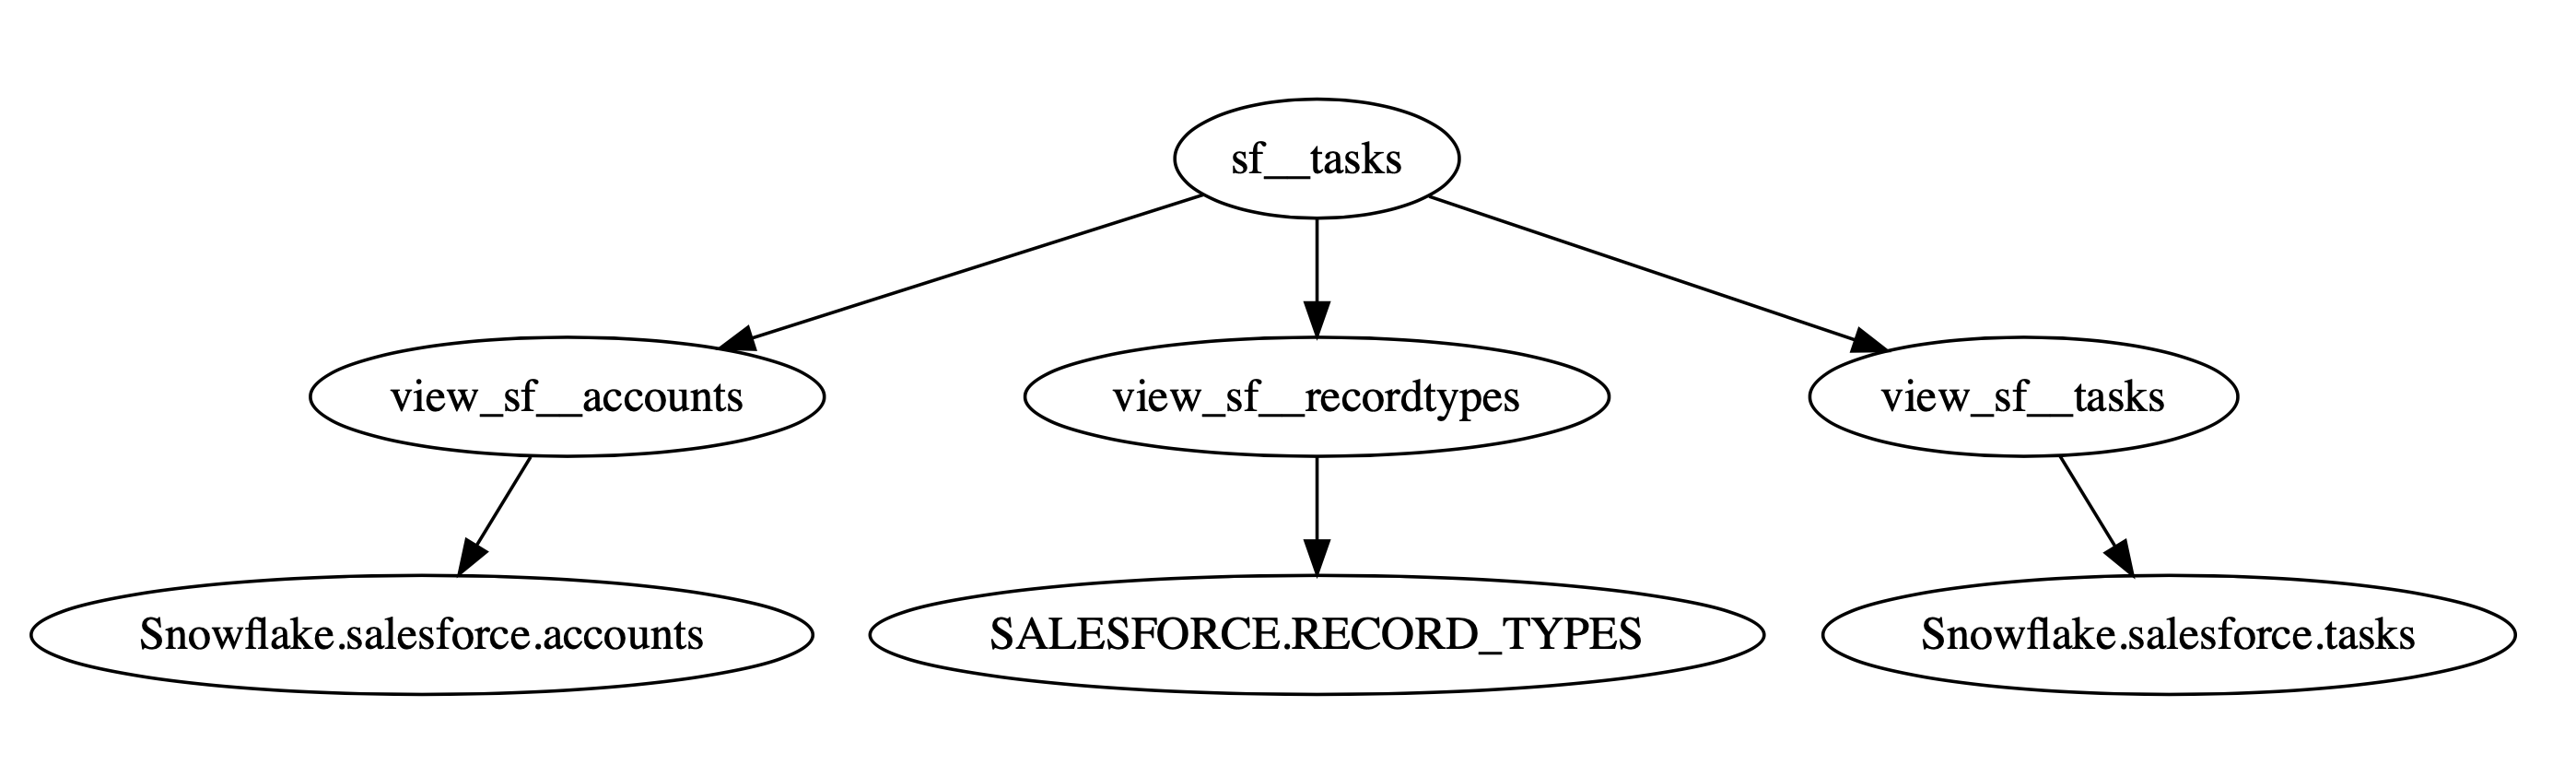 sf__tasks
view_sf__accounts
view_sf__recordtypes
view_sf__tasks
Snowflake.salesforce.accounts
SALESFORCE.RECORD_TYPES
Snowflake.salesforce.tasks